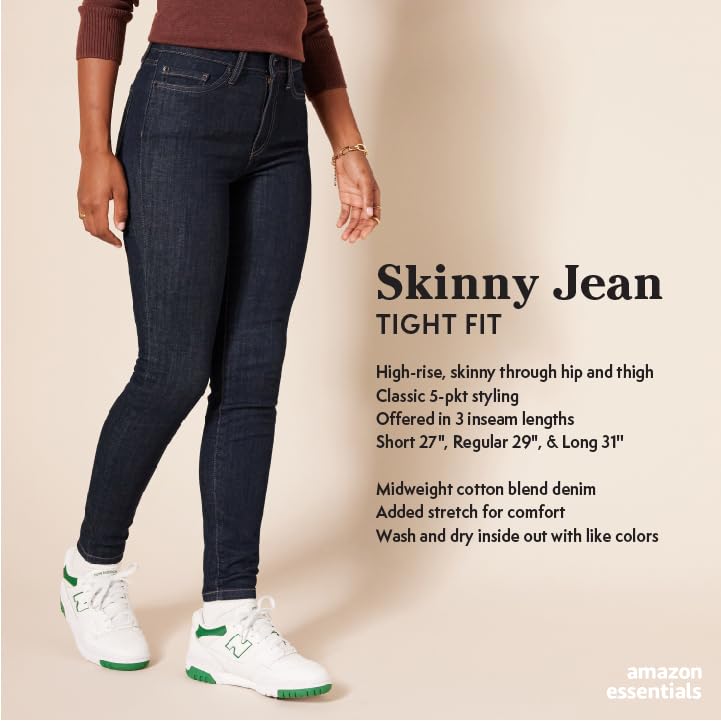 Skinny Jean
TIGHT FIT
High-rise, skinny through hip and thigh
Classic 5-pkt styling
Offered in 3 inseam lengths
Short 27", Regular 29", & Long 31"
Midweight cotton blend denim
Added stretch for comfort
Wash and dry inside out with like colors
N
amazon
essentials